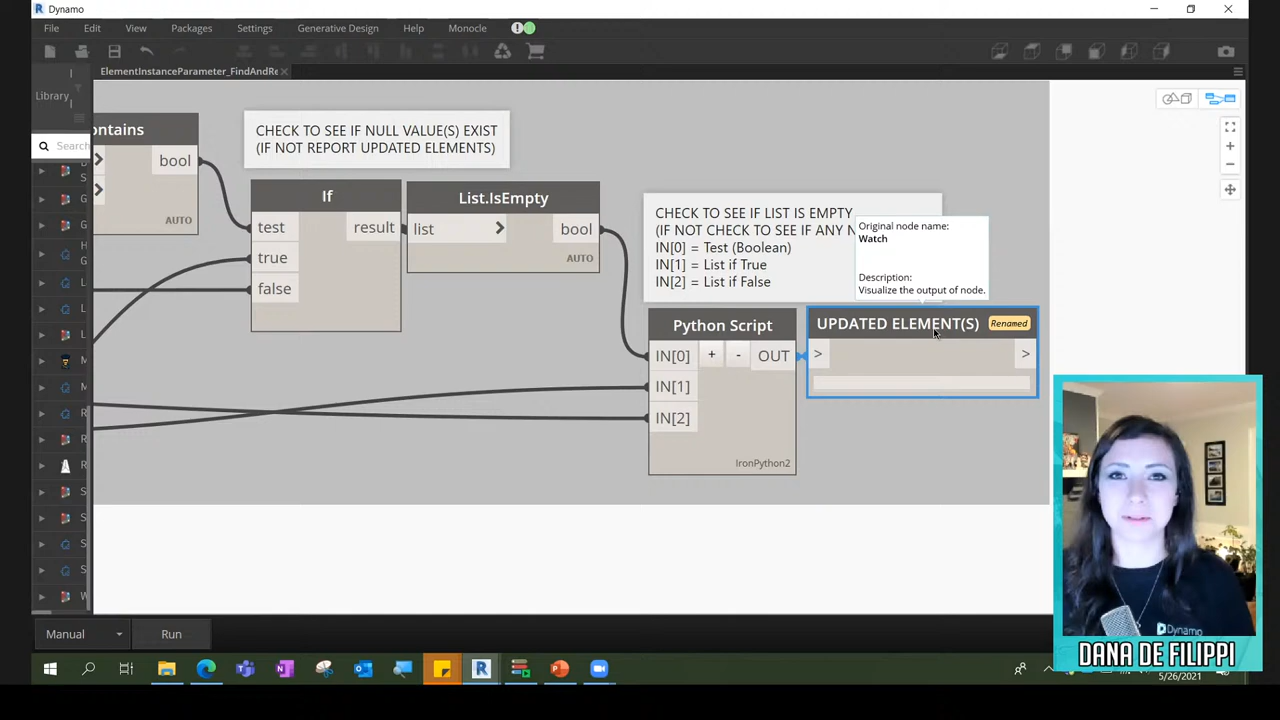 Dynamo
File Edit View Packages Settings Generative Design Help Monocle
ElementInstanceParameter_FindAndRe
Library
Search
ontains
bool
AUTO
CHECK TO SEE IF NULL VALUE(S) EXIST
(IF NOT REPORT UPDATED ELEMENTS)
If
test result
true
false
List.IsEmpty
list > bool
AUTO
CHECK TO SEE IF LIST IS EMPTY
(IF NOT CHECK TO SEE IF ANY N
IN[0] = Test (Boolean)
IN[1] = List if True
IN[2] = List if False
Original node name:
Watch
Description:
Visualize the output of node.
Python Script
IN[0] + - OUT
IN[1]
IN[2]
IronPython2
UPDATED ELEMENT(S) Renamed
> >
Manual Run
Dynamo
DANA DE FILIPPI
5/26/2021